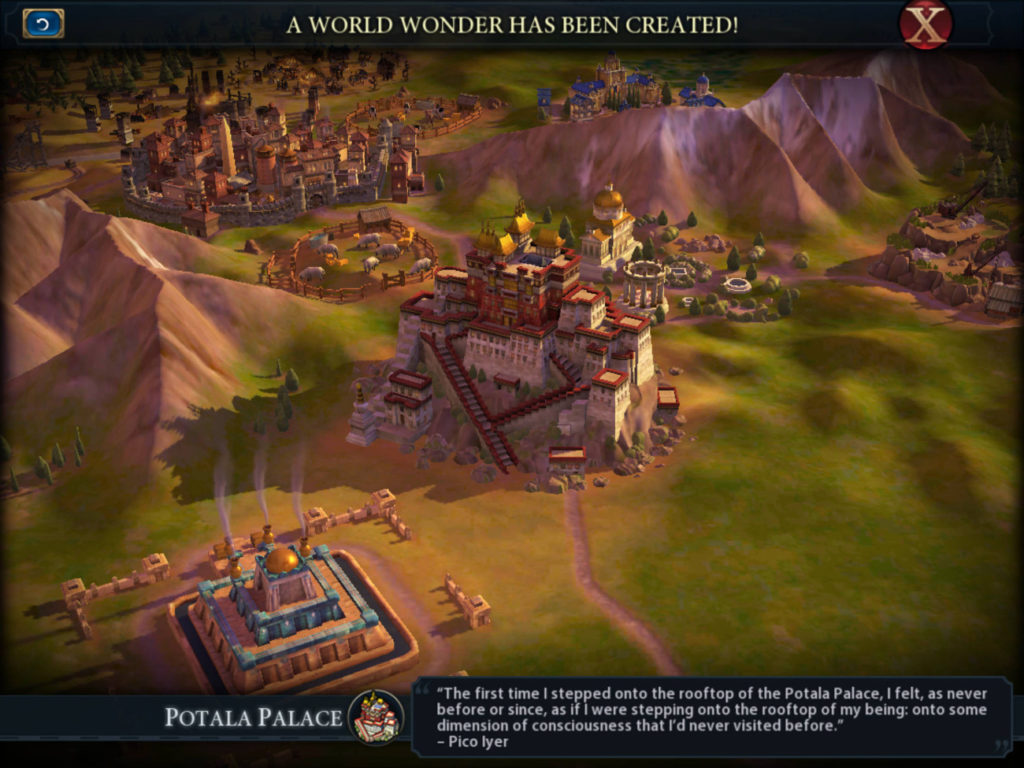 A WORLD WONDER HAS BEEN CREATED!
X
POTALA PALACE
“The first time I stepped onto the rooftop of the Potala Palace, I felt, as never
before or since, as if I were stepping onto the rooftop of my being: onto some
dimension of consciousness that I’d never visited before.”
– Pico Iyer